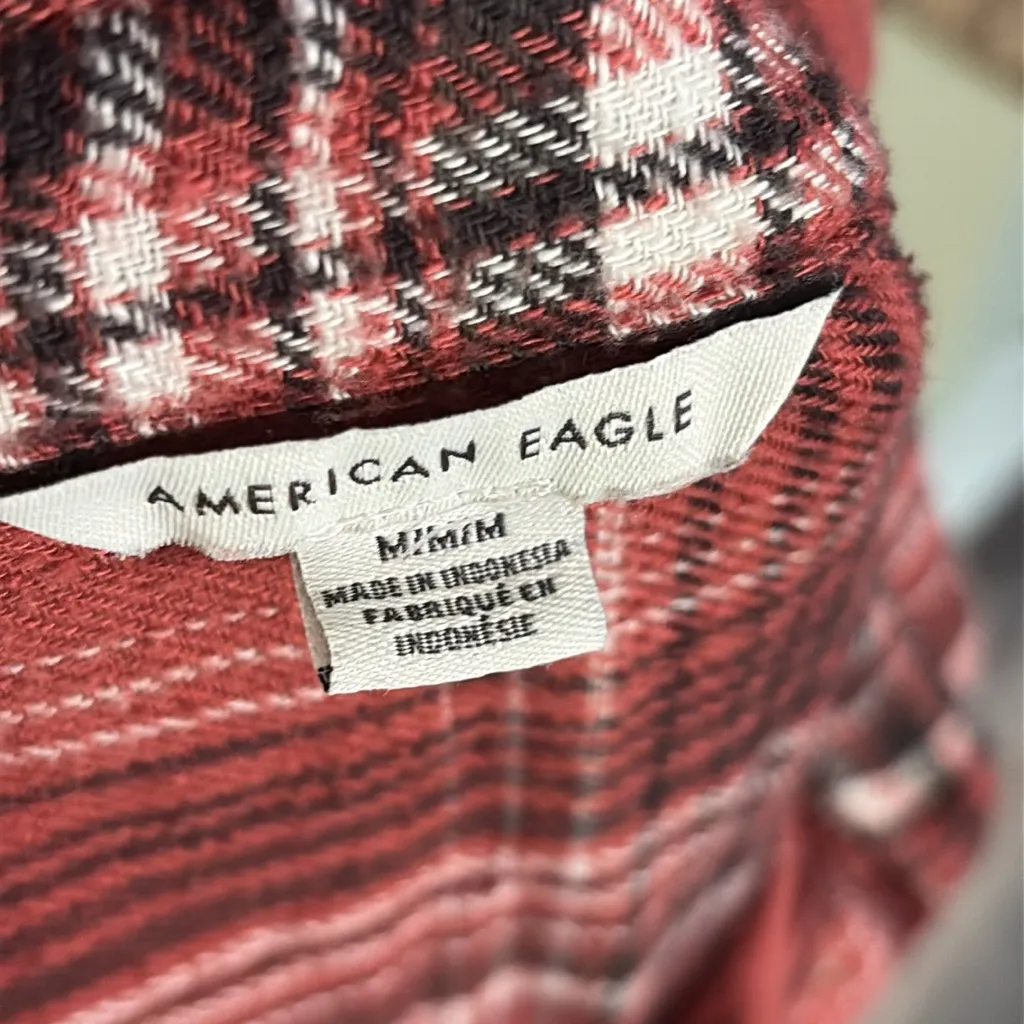 AMERICAN EAGLE
M/M/M
MADE IN INDONESIA
FABRIQUÉ EN
INDONÉSIE